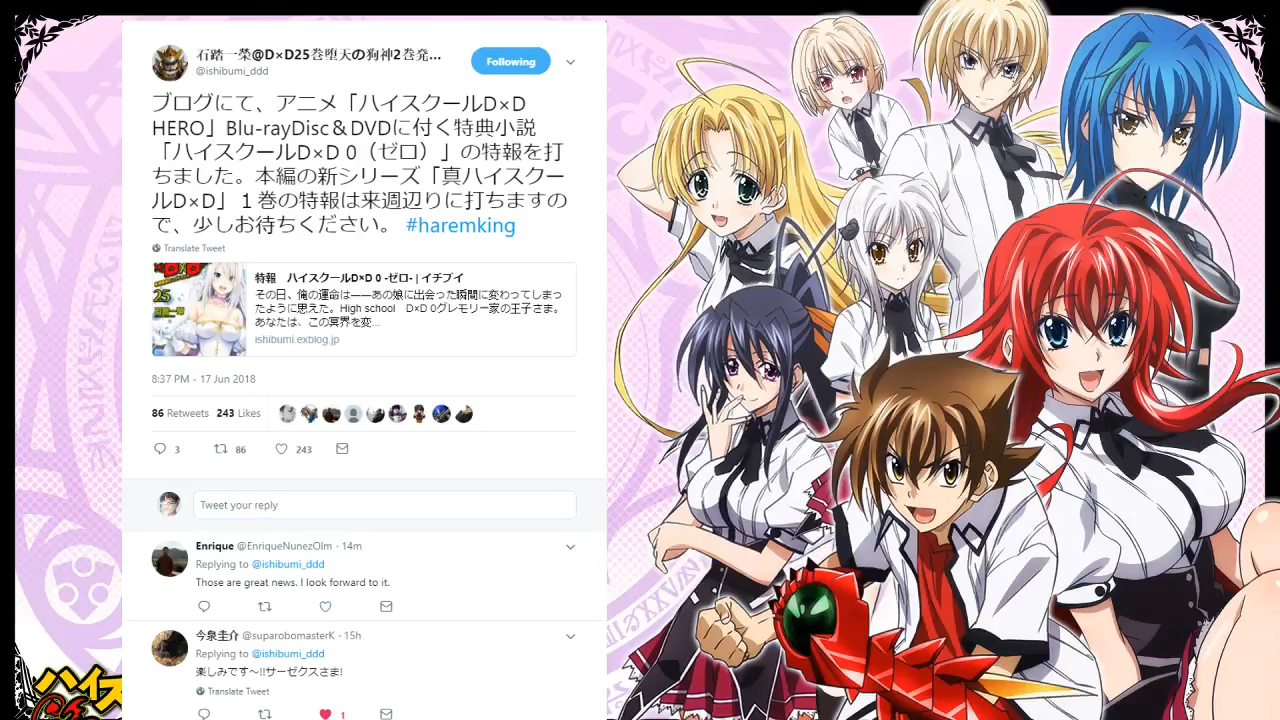 石踏一榮@D×D25巻堕天の狗神2巻発...
@ishibumi_ddd
Following
ブログにて、アニメ「ハイスクールD×D
HERO」Blu-rayDisc＆DVDに付く特典小説
「ハイスクールD×D 0（ゼロ）」の特報を打
ちました。本編の新シリーズ「真ハイスクー
ルD×D」１巻の特報は来週辺りに打ちますの
で、少しお待ちください。 #haremking
Translate Tweet
D×D
25
特報　ハイスクールD×D 0 -ゼロ- | イチブイ
その日、俺の運命は――あの娘に出会った瞬間に変わってしまっ
たように思えた。High school　D×D 0グレモリー家の王子さま。
あなたは、この冥界を変...
ishibumi.exblog.jp
8:37 PM - 17 Jun 2018
86 Retweets 243 Likes
3 86 243
Tweet your reply
Enrique @EnriqueNunezOlm · 14m
Replying to @ishibumi_ddd
Those are great news. I look forward to it.
今泉圭介 @suparobomasterK · 15h
Replying to @ishibumi_ddd
楽しみです～!!サーゼクスさま!
Translate Tweet
1
ハイス